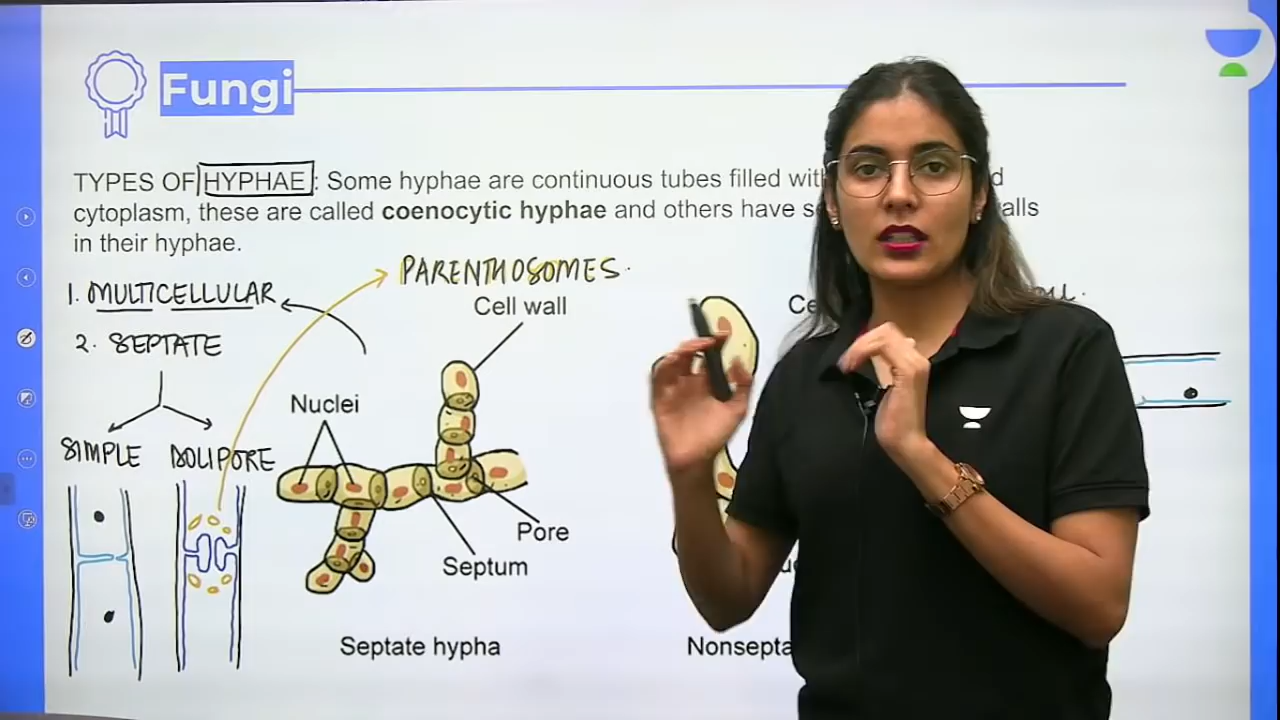 Fungi
TYPES OF HYPHAE : Some hyphae are continuous tubes filled with
cytoplasm, these are called coenocytic hyphae and others have
in their hyphae.
PARENTHOSOMES.
1. MULTICELLULAR
2. SEPTATE
Cell wall
Nuclei
SIMPLE DOLIPORE
Pore
Septum
Septate hypha
Nonsepta